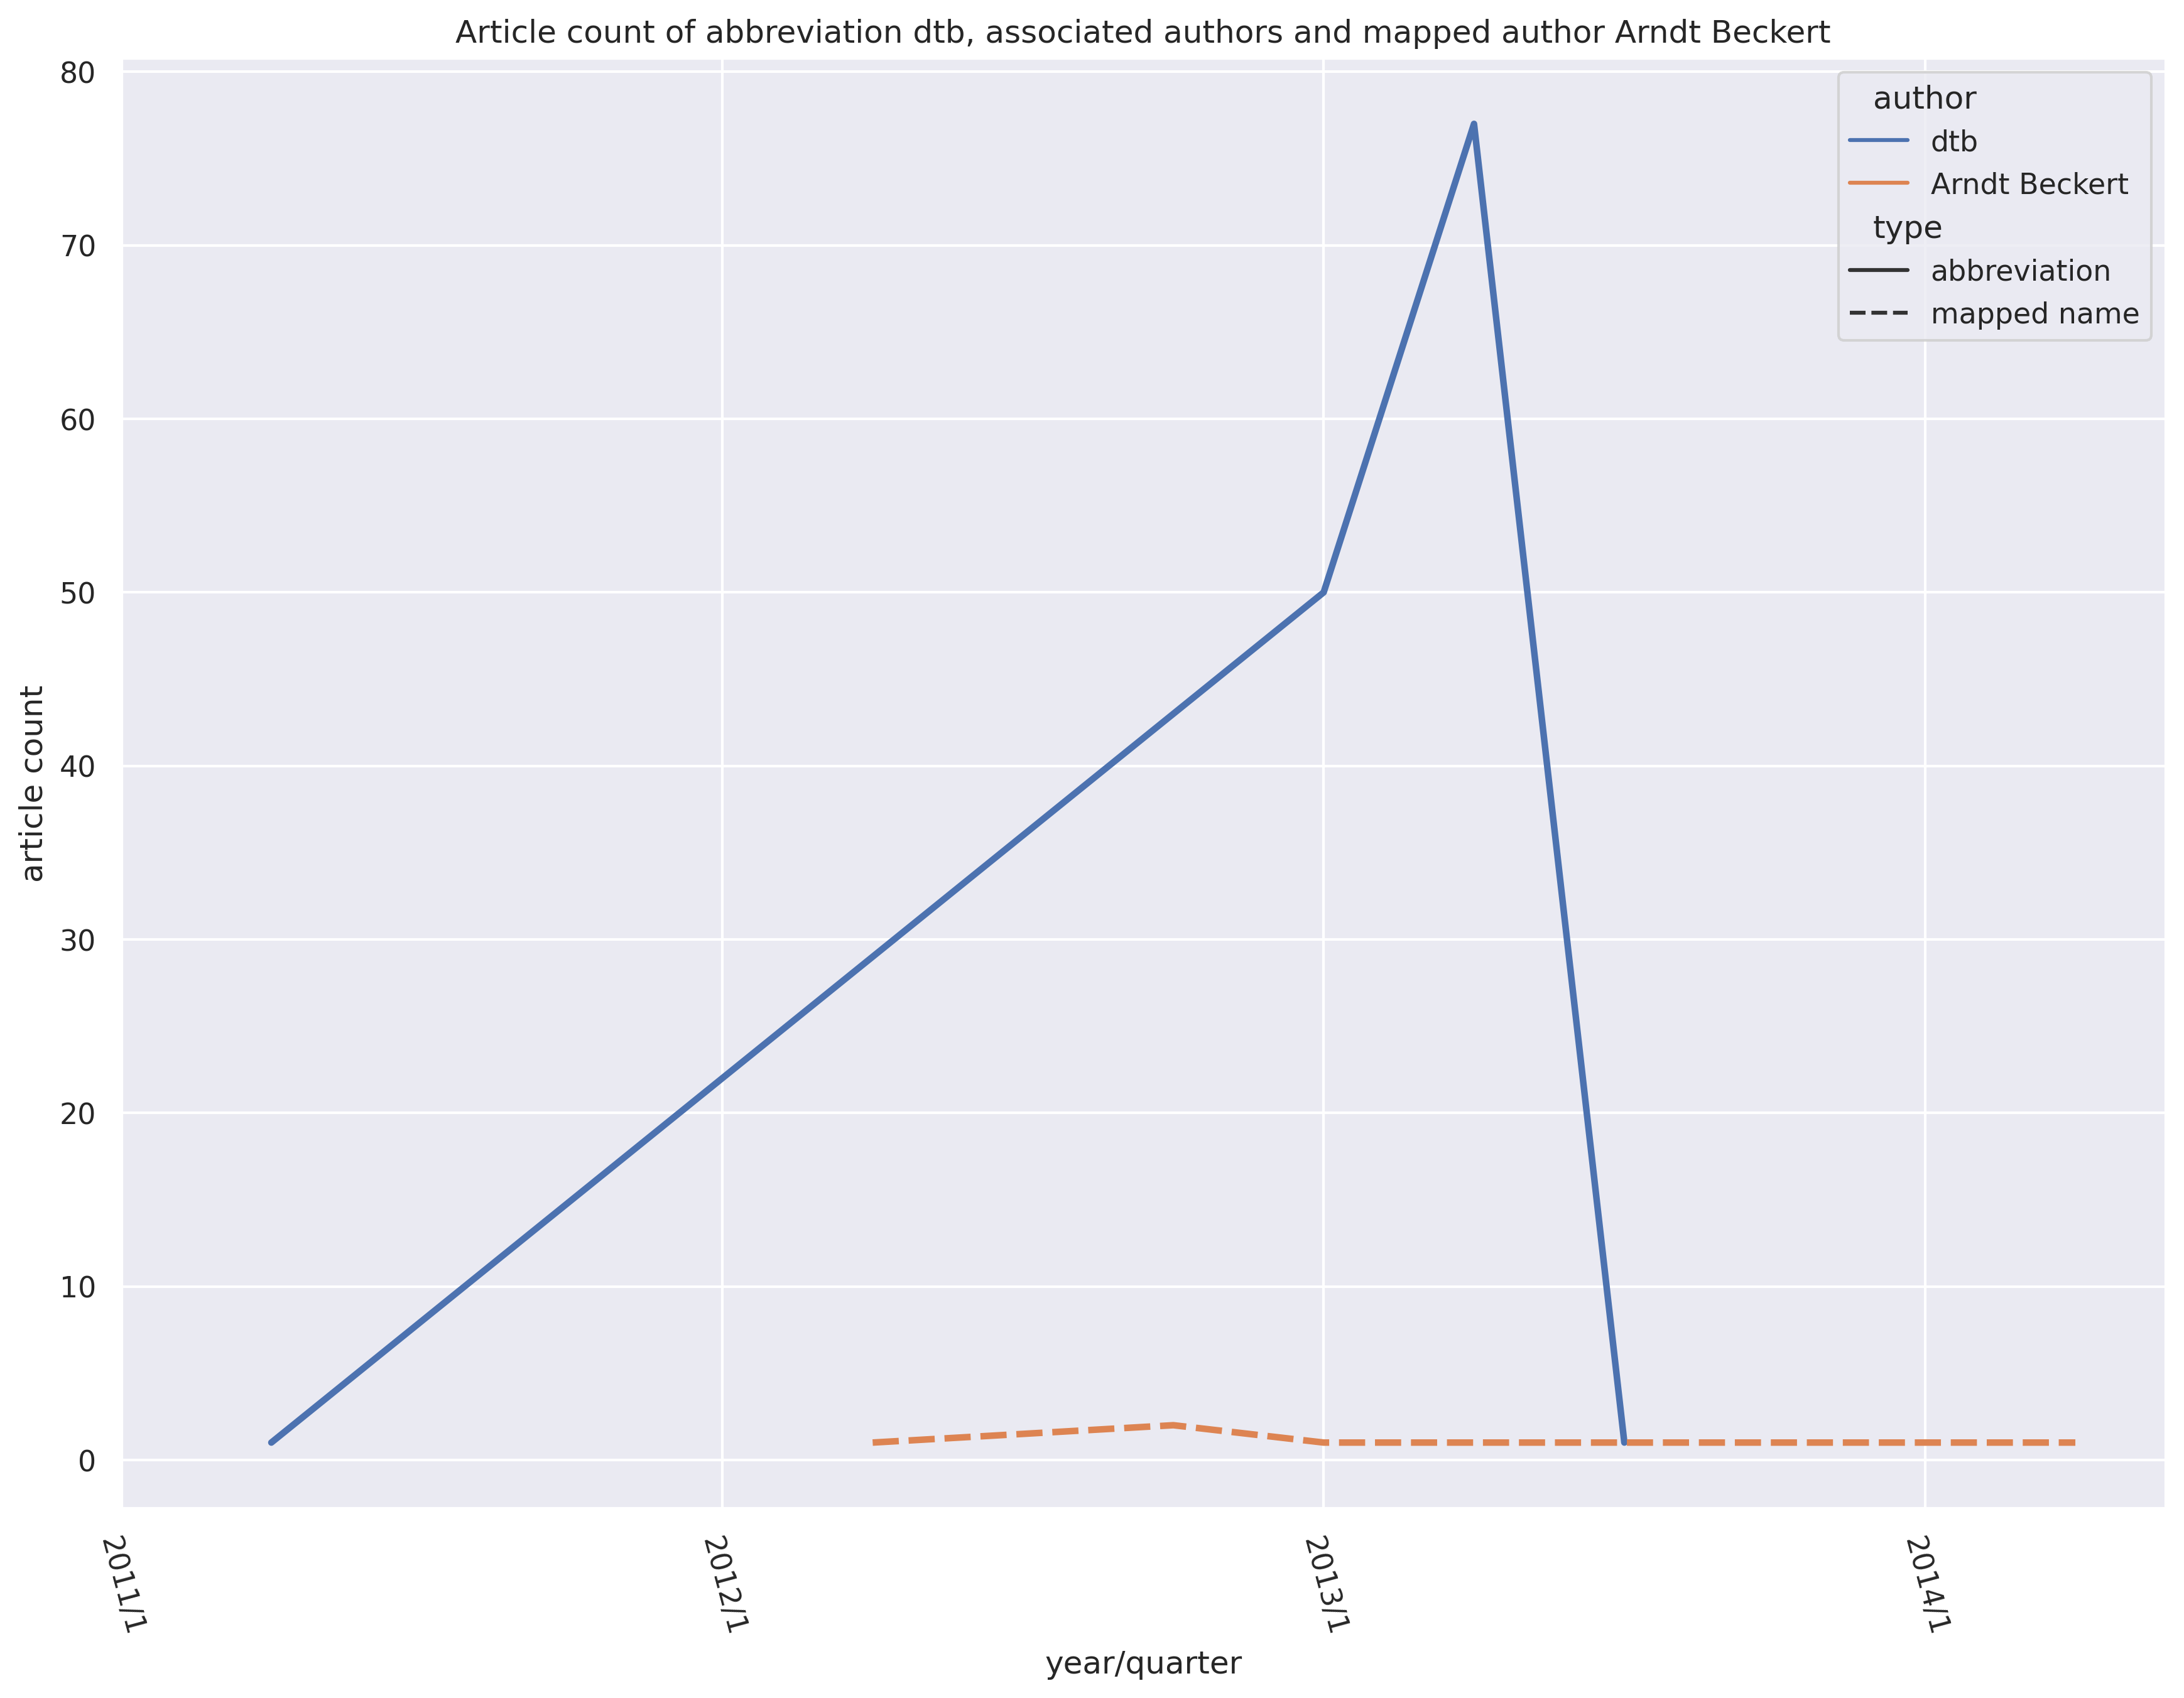 Article count of abbreviation dtb, associated authors and mapped author Arndt Beckert
author
dtb
Arndt Beckert
type
abbreviation
mapped name
article count
80
70
60
50
40
30
20
10
0
2011/1
2012/1
2013/1
2014/1
year/quarter